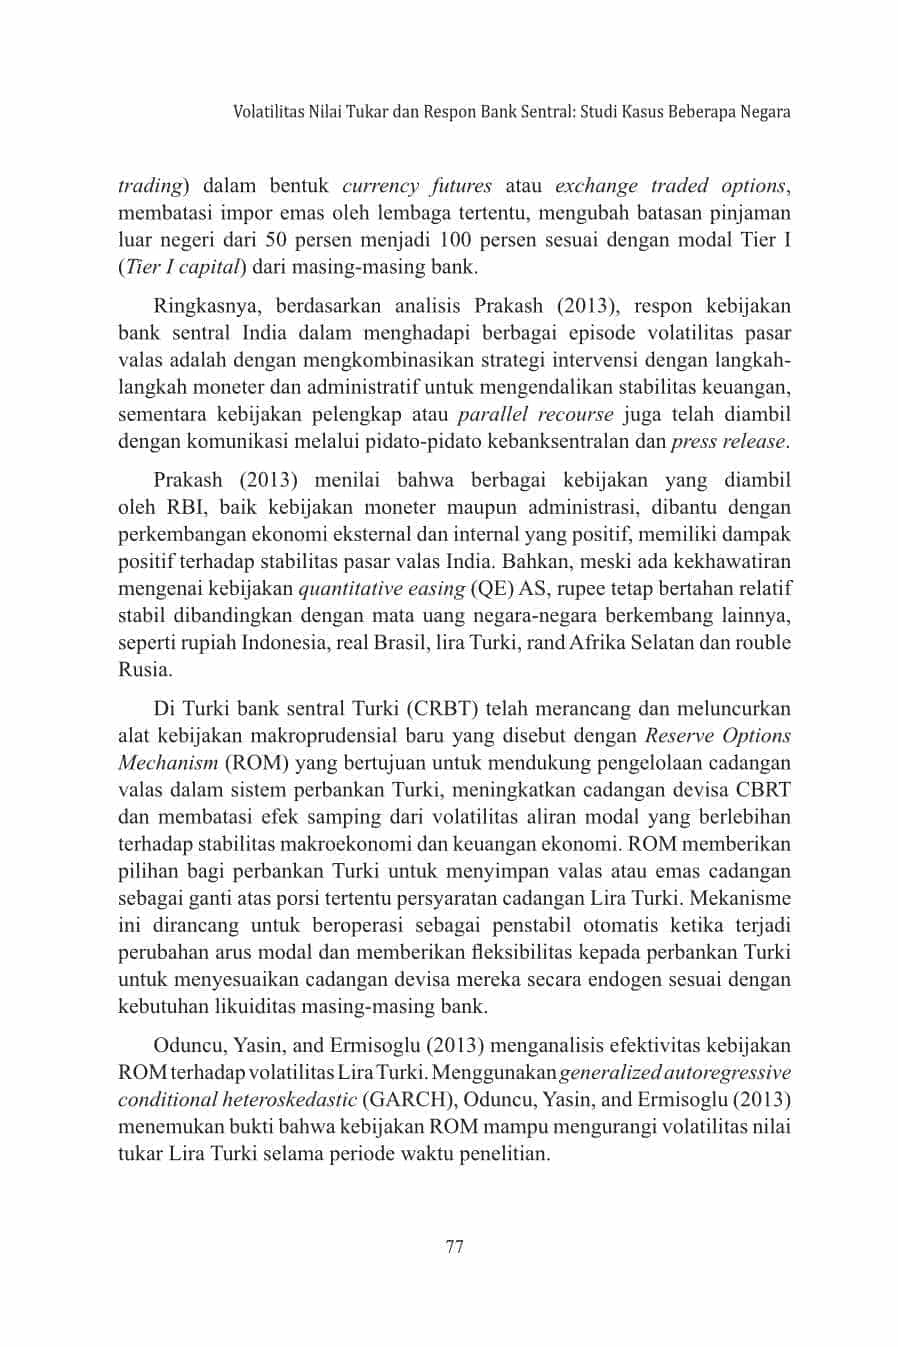 Volatilitas Nilai Tukar dan Respon Bank Sentral: Studi Kasus Beberapa Negara
trading) dalam bentuk currency futures atau exchange traded options,
membatasi impor emas oleh lembaga tertentu, mengubah batasan pinjaman
luar negeri dari 50 persen menjadi 100 persen sesuai dengan modal Tier I
(Tier I capital) dari masing-masing bank.
Ringkasnya, berdasarkan analisis Prakash (2013), respon kebijakan
bank sentral India dalam menghadapi berbagai episode volatilitas pasar
valas adalah dengan mengkombinasikan strategi intervensi dengan langkah-
langkah moneter dan administratif untuk mengendalikan stabilitas keuangan,
sementara kebijakan pelengkap atau parallel recourse juga telah diambil
dengan komunikasi melalui pidato-pidato kebanksentralan dan press release.
Prakash (2013) menilai bahwa berbagai kebijakan yang diambil
oleh RBI, baik kebijakan moneter maupun administrasi, dibantu dengan
perkembangan ekonomi eksternal dan internal yang positif, memiliki dampak
positif terhadap stabilitas pasar valas India. Bahkan, meski ada kekhawatiran
mengenai kebijakan quantitative easing (QE) AS, rupee tetap bertahan relatif
stabil dibandingkan dengan mata uang negara-negara berkembang lainnya,
seperti rupiah Indonesia, real Brasil, lira Turki, rand Afrika Selatan dan rouble
Rusia.
Di Turki bank sentral Turki (CRBT) telah merancang dan meluncurkan
alat kebijakan makroprudensial baru yang disebut dengan Reserve Options
Mechanism (ROM) yang bertujuan untuk mendukung pengelolaan cadangan
valas dalam sistem perbankan Turki, meningkatkan cadangan devisa CBRT
dan membatasi efek samping dari volatilitas aliran modal yang berlebihan
terhadap stabilitas makroekonomi dan keuangan ekonomi. ROM memberikan
pilihan bagi perbankan Turki untuk menyimpan valas atau emas cadangan
sebagai ganti atas porsi tertentu persyaratan cadangan Lira Turki. Mekanisme
ini dirancang untuk beroperasi sebagai penstabil otomatis ketika terjadi
perubahan arus modal dan memberikan fleksibilitas kepada perbankan Turki
untuk menyesuaikan cadangan devisa mereka secara endogen sesuai dengan
kebutuhan likuiditas masing-masing bank.
Oduncu, Yasin, and Ermisoglu (2013) menganalisis efektivitas kebijakan
ROM terhadap volatilitas Lira Turki. Menggunakan generalized autoregressive
conditional heteroskedastic (GARCH), Oduncu, Yasin, and Ermisoglu (2013)
menemukan bukti bahwa kebijakan ROM mampu mengurangi volatilitas nilai
tukar Lira Turki selama periode waktu penelitian.
77